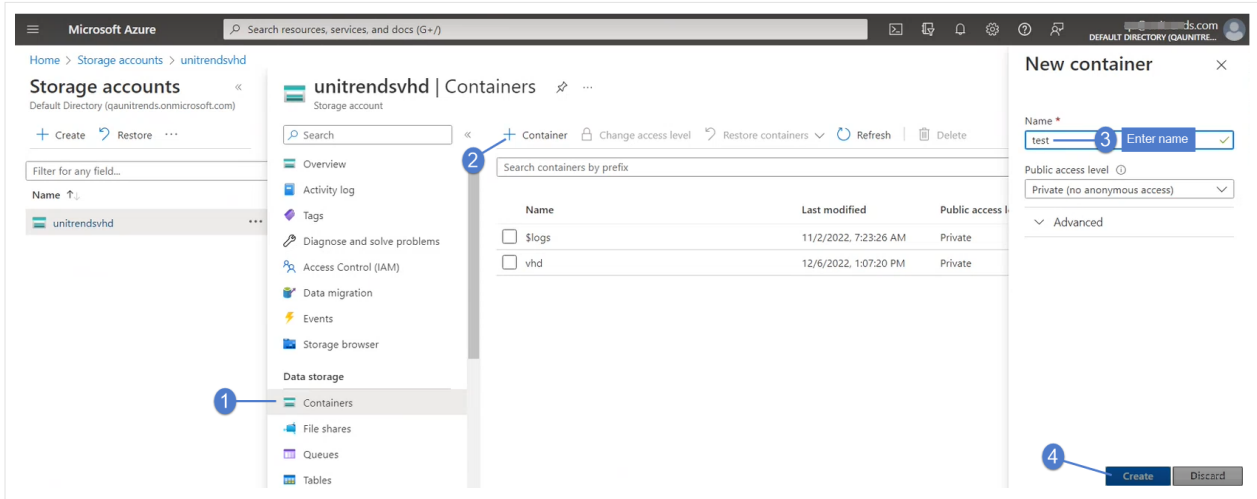 Microsoft Azure
Search resources, services, and docs (G+/)
ds.com
DEFAULT DIRECTORY (QAUNITRE...
Home > Storage accounts > unitrendsvhd
Storage accounts
Default Directory (qaunitrends.onmicrosoft.com)
+ Create Restore ...
Filter for any field...
Name ↑↓
unitrendsvhd ...
unitrendsvhd | Containers ...
Storage account
Search
Overview
Activity log
Tags
Diagnose and solve problems
Access Control (IAM)
Data migration
Events
Storage browser
Data storage
1 Containers
File shares
Queues
Tables
2
+ Container Change access level Restore containers Refresh Delete
Search containers by prefix
Name Last modified Public access l
$logs 11/2/2022, 7:23:26 AM Private
vhd 12/6/2022, 1:07:20 PM Private
New container
Name *
test 3 Enter name
Public access level
Private (no anonymous access)
Advanced
4
Create Discard